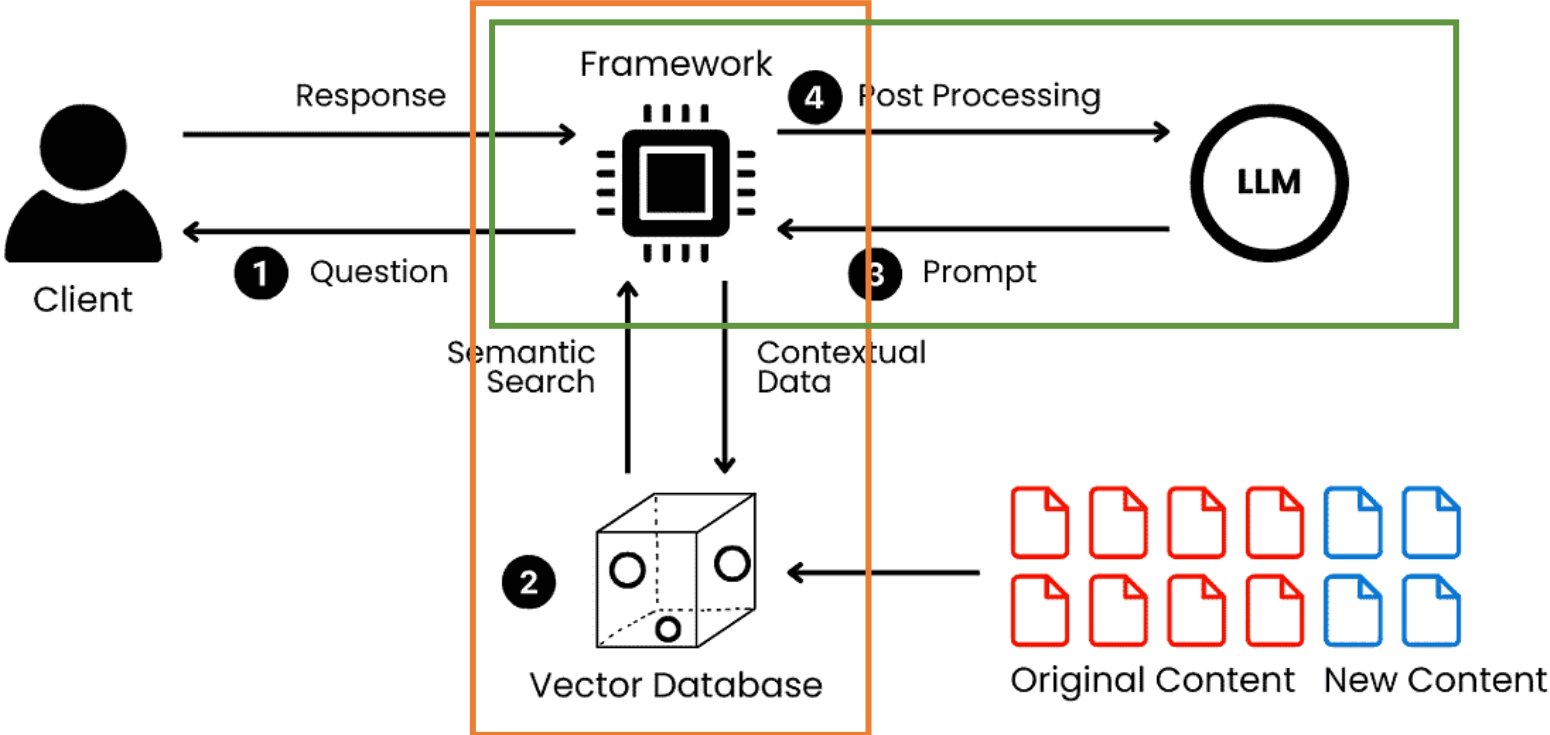 Framework
Response
4 Post Processing
LLM
1 Question
3 Prompt
Client
Semantic
Search
Contextual
Data
2
Vector Database
Original Content
New Content